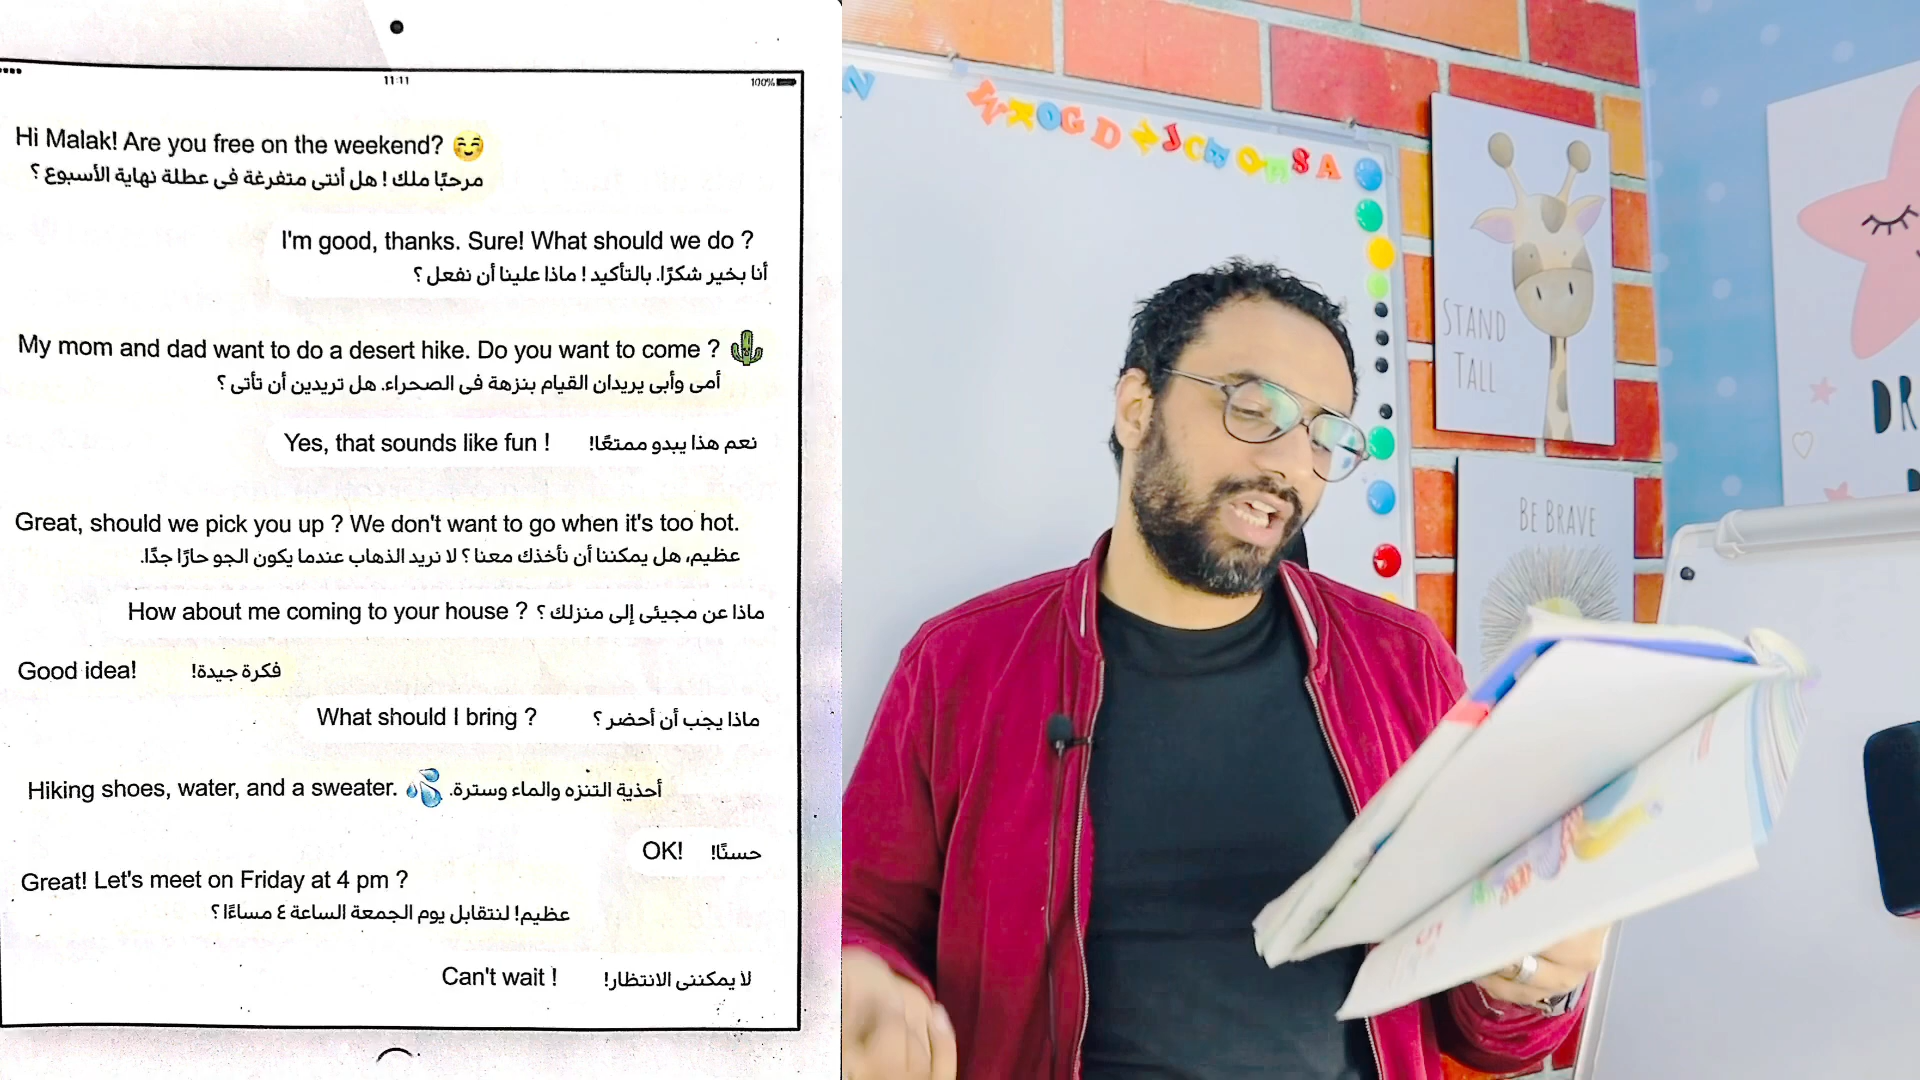 11:11
100%
Hi Malak! Are you free on the weekend? ☺️
مرحبًا ملك ! هل أنتى متفرغة فى عطلة نهاية الأسبوع ؟
I'm good, thanks. Sure! What should we do ?
أنا بخير شكرًا. بالتأكيد ! ماذا علينا أن نفعل ؟
My mom and dad want to do a desert hike. Do you want to come ? 🌵
أمى وأبى يريدان القيام بنزهة فى الصحراء. هل تريدين أن تأتى ؟
Yes, that sounds like fun ! نعم هذا يبدو ممتعًا!
Great, should we pick you up ? We don't want to go when it's too hot.
عظيم، هل يمكننا أن نأخذك معنا ؟ لا نريد الذهاب عندما يكون الجو حارًا جدًا.
How about me coming to your house ? ماذا عن مجيئى إلى منزلك ؟
Good idea! فكرة جيدة!
What should I bring ? ماذا يجب أن أحضر ؟
Hiking shoes, water, and a sweater. 💦 أحذية التنزه والماء وسترة.
OK! حسنًا!
Great! Let's meet on Friday at 4 pm ?
عظيم! لنتقابل يوم الجمعة الساعة ٤ مساءًا ؟
Can't wait ! لا يمكننى الانتظار!
N
W K O G D N J C B O E S A
STAND
TALL
BE BRAVE
DR